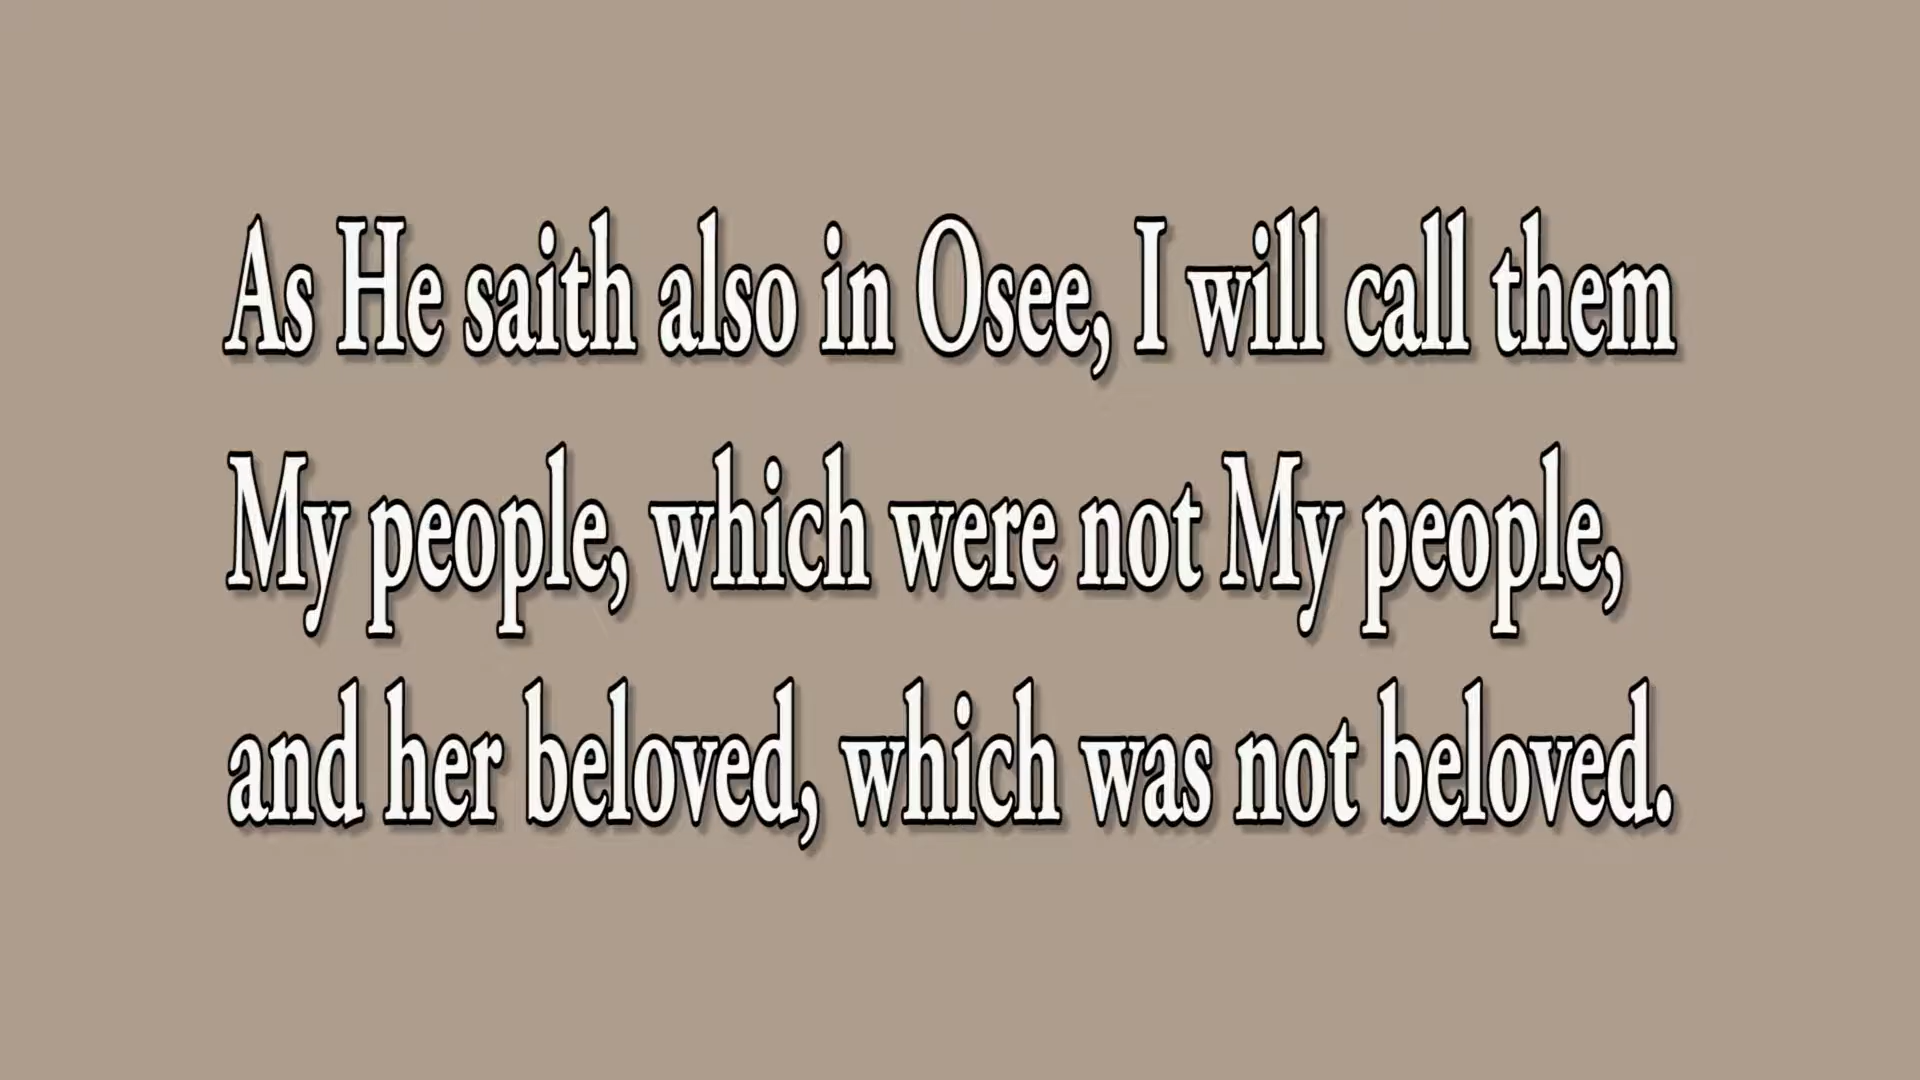 As He saith also in Osee, I will call them
My people, which were not My people,
and her beloved, which was not beloved.